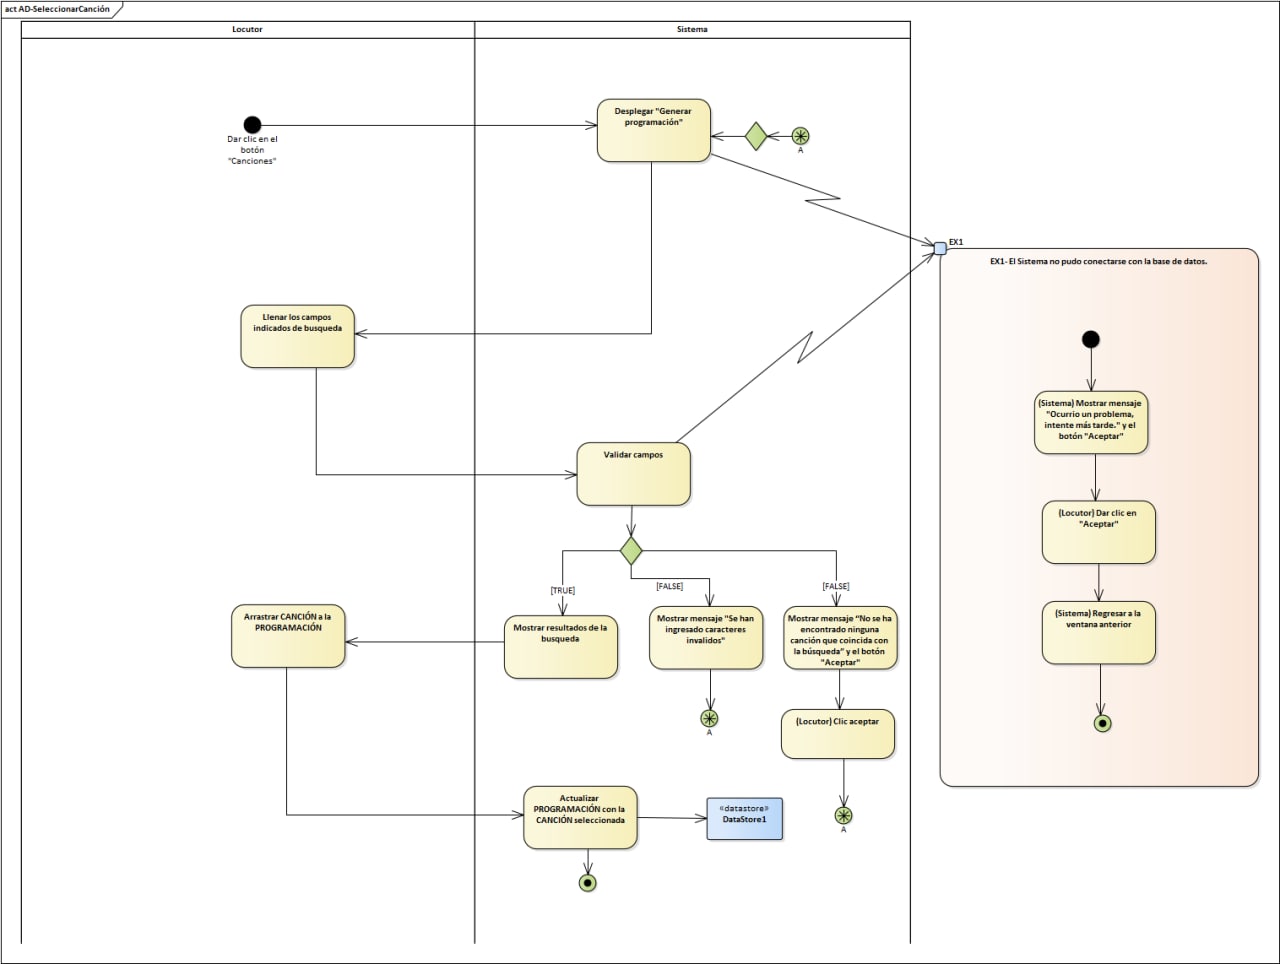 act AD-SeleccionarCanción
Locutor
Sistema
Dar clic en el
botón
"Canciones"
Desplegar "Generar
programación"
A
EX1
EX1- El Sistema no pudo conectarse con la base de datos.
Llenar los campos
indicados de busqueda
(Sistema) Mostrar mensaje
"Ocurrio un problema,
intente más tarde." y el
botón "Aceptar"
Validar campos
(Locutor) Dar clic en
"Aceptar"
[TRUE]
[FALSE]
[FALSE]
(Sistema) Regresar a la
ventana anterior
Arrastrar CANCIÓN a la
PROGRAMACIÓN
Mostrar resultados de la
busqueda
Mostrar mensaje "Se han
ingresado caracteres
invalidos"
Mostrar mensaje “No se ha
encontrado ninguna
canción que coincida con
la búsqueda” y el botón
"Aceptar"
A
(Locutor) Clic aceptar
Actualizar
PROGRAMACIÓN con la
CANCIÓN seleccionada
«datastore»
DataStore1
A